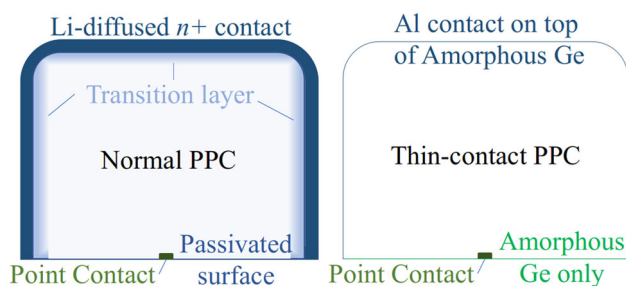 Li-diffused n+ contact
Transition layer
Normal PPC
Point Contact
Passivated
surface
Al contact on top
of Amorphous Ge
Thin-contact PPC
Point Contact
Amorphous
Ge only